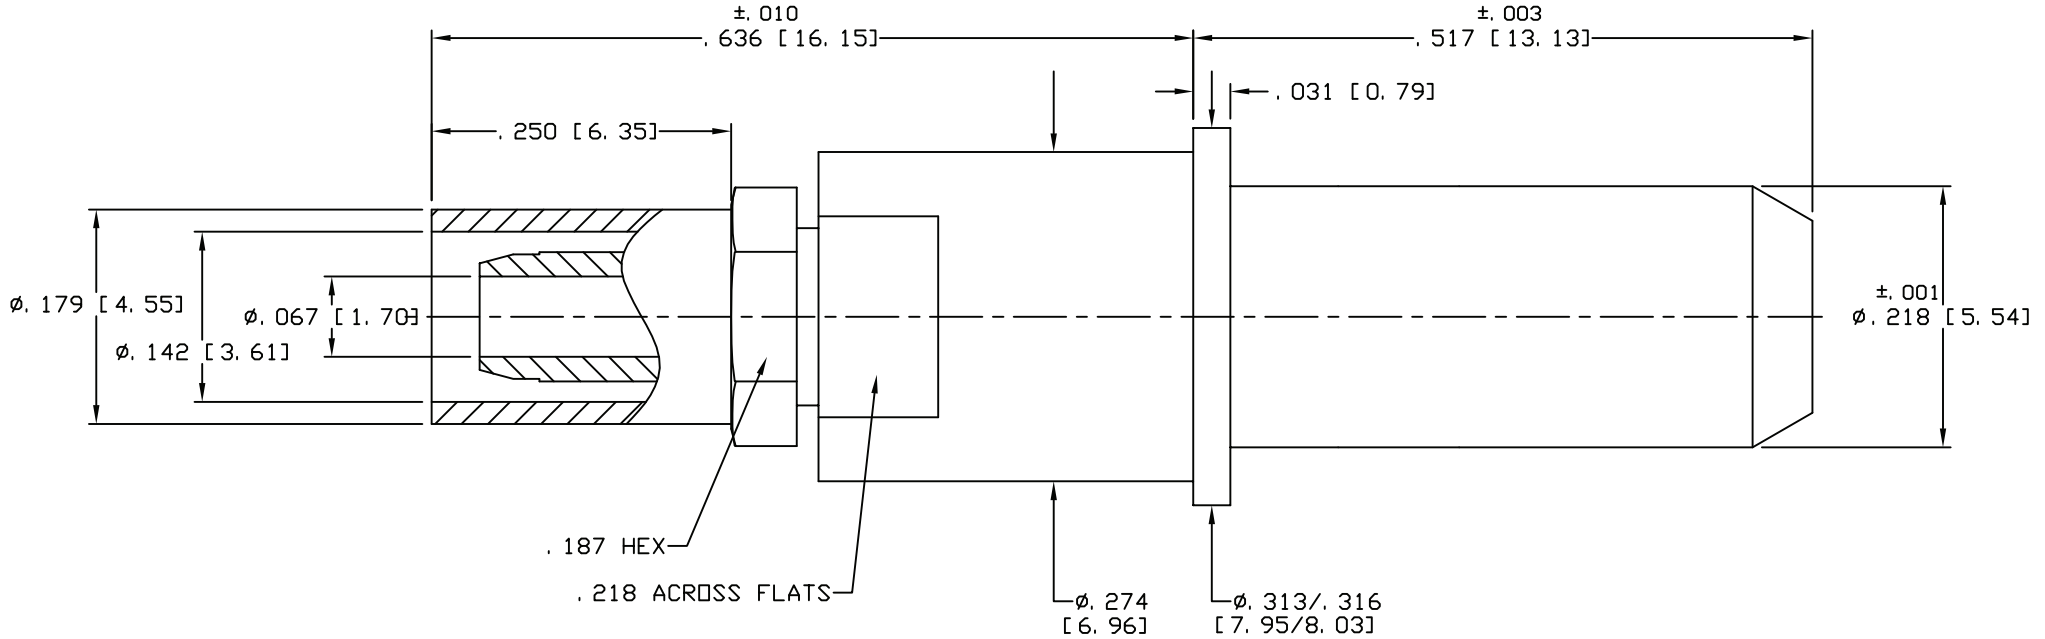 ±.010
.636 [16.15]
±.003
.517 [13.13]
.031 [0.79]
.250 [6.35]
Ø.179 [4.55]
Ø.067 [1.70]
Ø.142 [3.61]
±.001
Ø.218 [5.54]
.187 HEX
.218 ACROSS FLATS
Ø.274
[6.96]
Ø.313/.316
[7.95/8.03]